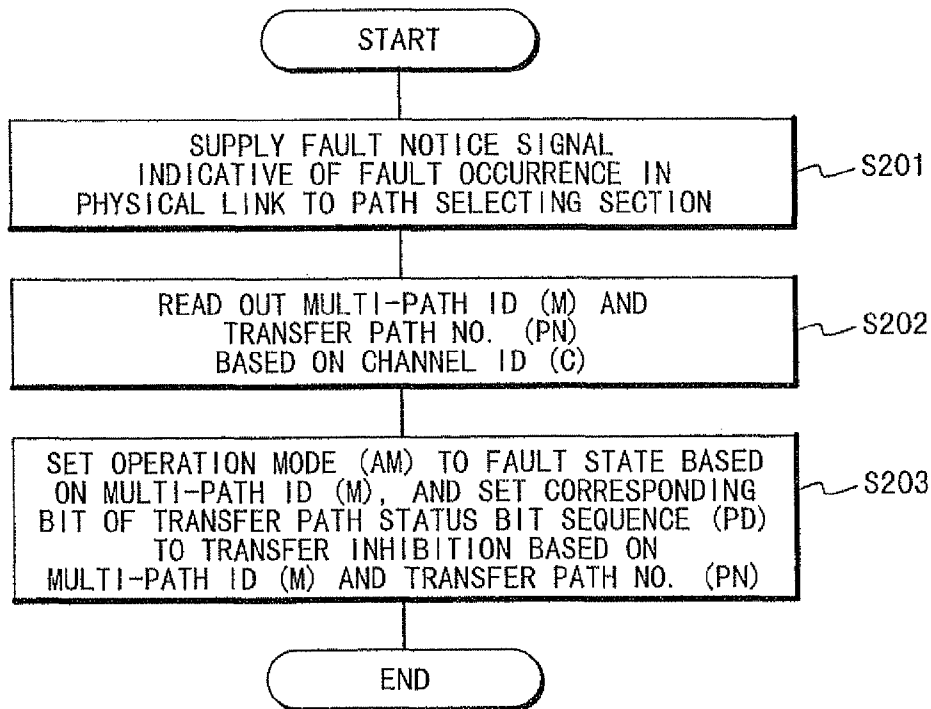 START
SUPPLY FAULT NOTICE SIGNAL
INDICATIVE OF FAULT OCCURRENCE IN
PHYSICAL LINK TO PATH SELECTING SECTION
S201
READ OUT MULTI-PATH ID (M) AND
TRANSFER PATH NO. (PN)
BASED ON CHANNEL ID (C)
S202
SET OPERATION MODE (AM) TO FAULT STATE BASED
ON MULTI-PATH ID (M), AND SET CORRESPONDING
BIT OF TRANSFER PATH STATUS BIT SEQUENCE (PD)
TO TRANSFER INHIBITION BASED ON
MULTI-PATH ID (M) AND TRANSFER PATH NO. (PN)
S203
END